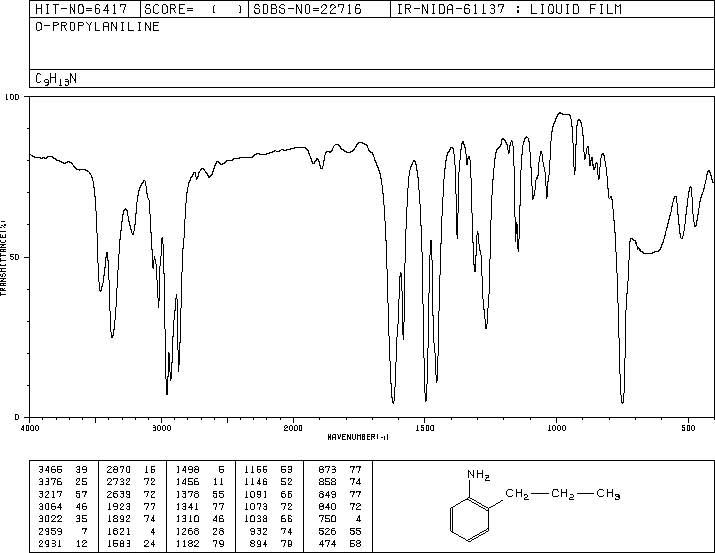 HIT-NO=6417 SCORE= ( ) SDBS-NO=22716 IR-NIDA-61137 : LIQUID FILM
O-PROPYLANILINE
C9H13N
100
50
0
TRANSMITTANCE(%)
4000 3000 2000 1500 1000 500
WAVENUMBER(-1)
3466 39 2870 15 1498 5 1156 53 873 77
3376 25 2732 72 1456 11 1146 52 858 74
3217 57 2639 72 1378 55 1091 66 849 77
3064 46 1923 77 1341 77 1073 72 840 72
3022 35 1892 74 1310 46 1038 66 750 4
2959 7 1621 4 1266 28 932 74 526 55
2931 12 1583 24 1182 79 894 79 474 58
NH2
CH2 CH2 CH3